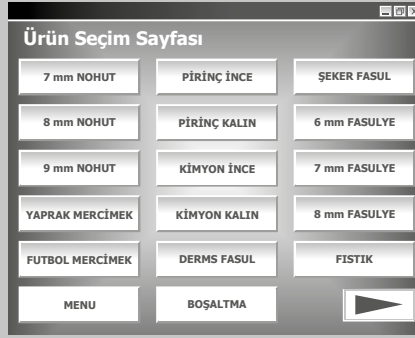 Ürün Seçim Sayfası
7 mm NOHUT
PİRİNÇ İNCE
ŞEKER FASUL
8 mm NOHUT
PİRİNÇ KALIN
6 mm FASULYE
9 mm NOHUT
KİMYON İNCE
7 mm FASULYE
YAPRAK MERCİMEK
KİMYON KALIN
8 mm FASULYE
FUTBOL MERCİMEK
DERMS FASUL
FISTIK
MENU
BOŞALTMA